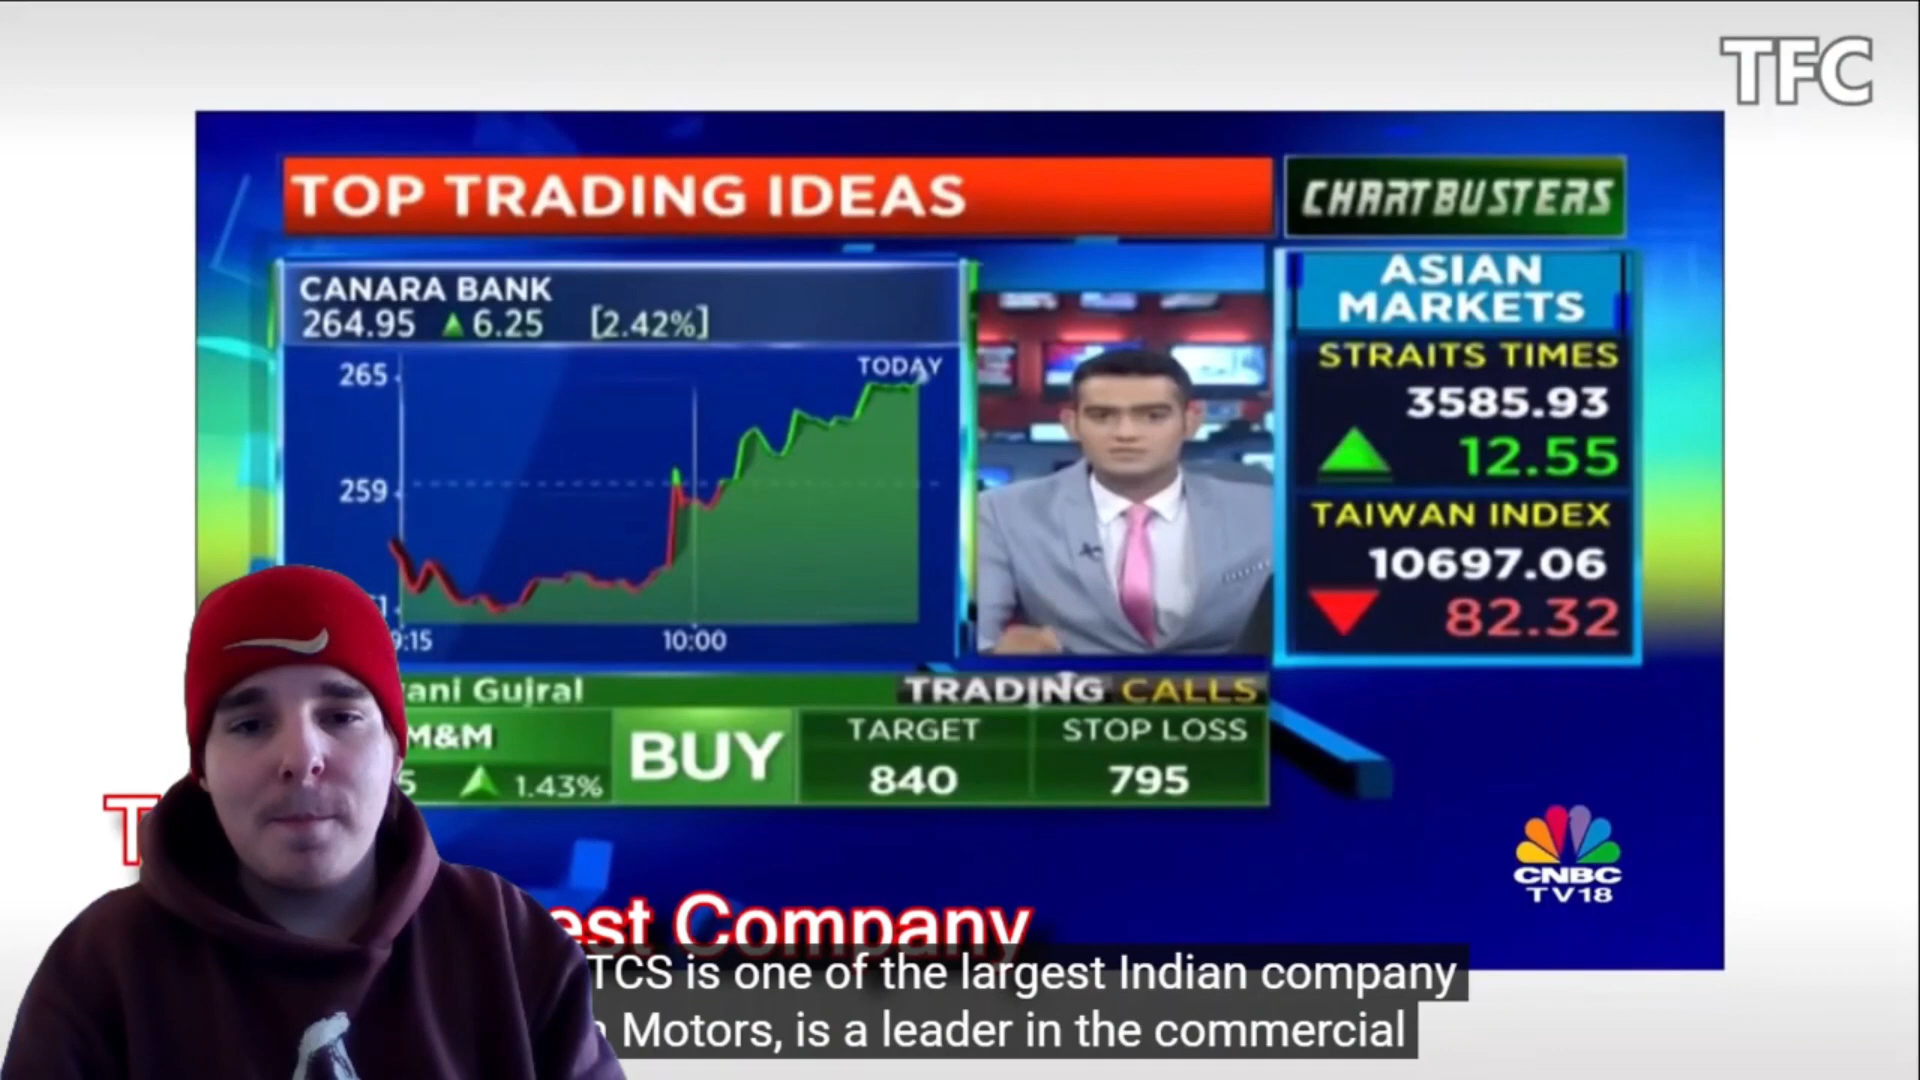 TFC
TOP TRADING IDEAS
CHARTBUSTERS
CANARA BANK
264.95 ▲ 6.25 [2.42%]
TODAY
265
259
9:15 10:00
ASIAN
MARKETS
STRAITS TIMES
3585.93
▲ 12.55
TAIWAN INDEX
10697.06
▼ 82.32
ani Gujral
TRADING CALLS
M&M
5 ▲ 1.43%
BUY
TARGET
840
STOP LOSS
795
CNBC
TV18
T
est Company
TCS is one of the largest Indian company
Motors, is a leader in the commercial